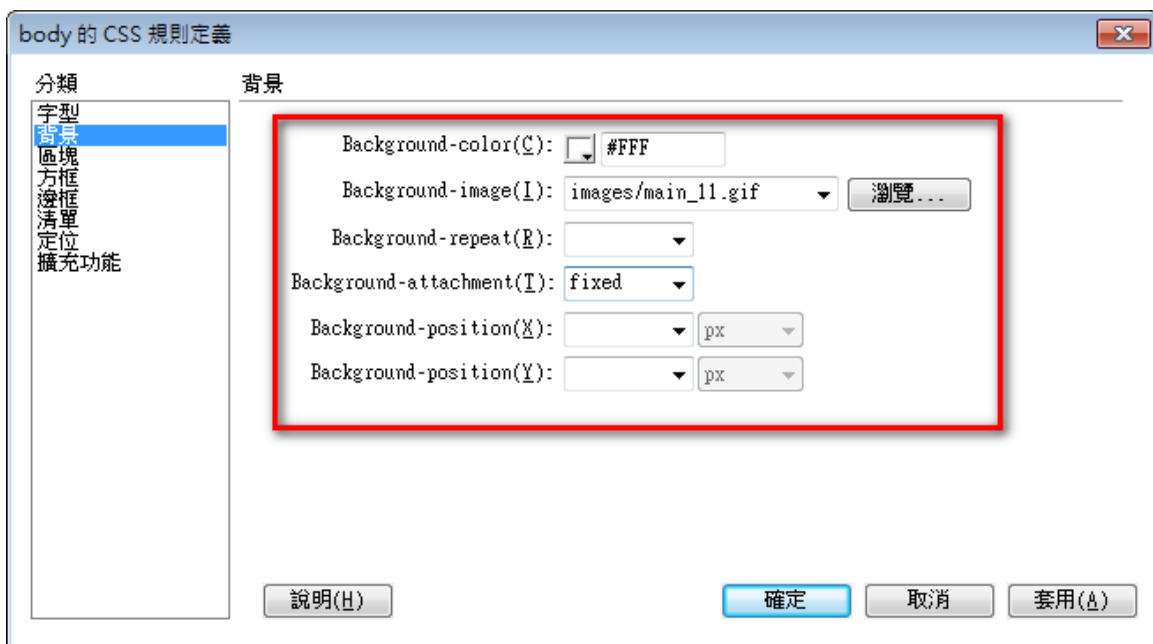 body 的 CSS 規則定義
分類
字型
背景
區塊
方框
邊框
清單
定位
擴充功能
背景
Background-color(C): #FFF
Background-image(I): images/main_11.gif 瀏覽...
Background-repeat(R):
Background-attachment(T): fixed
Background-position(X): px
Background-position(Y): px
說明(H) 確定 取消 套用(A)